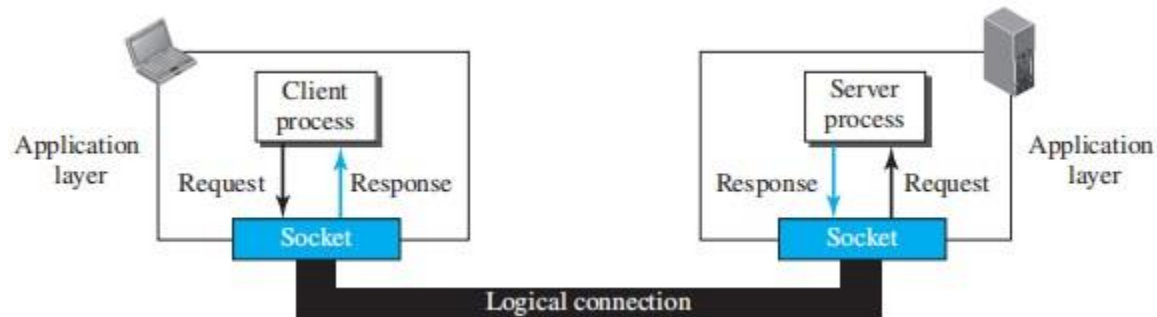 Client
process
Application
layer
Request
Response
Socket
Server
process
Application
layer
Response
Request
Socket
Logical connection